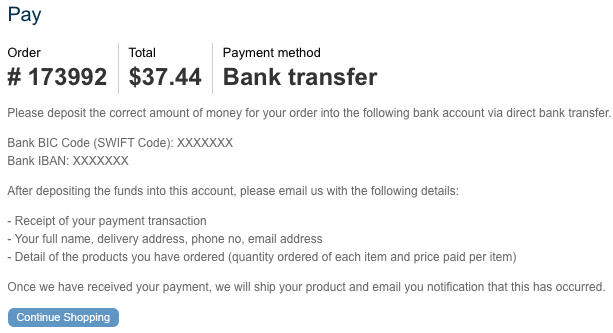 Pay
Order
Total
Payment method
# 173992
$37.44
Bank transfer
Please deposit the correct amount of money for your order into the following bank account via direct bank transfer.
Bank BIC Code (SWIFT Code): XXXXXXX
Bank IBAN: XXXXXXX
After depositing the funds into this account, please email us with the following details:
- Receipt of your payment transaction
- Your full name, delivery address, phone no, email address
- Detail of the products you have ordered (quantity ordered of each item and price paid per item)
Once we have received your payment, we will ship your product and email you notification that this has occurred.
Continue Shopping